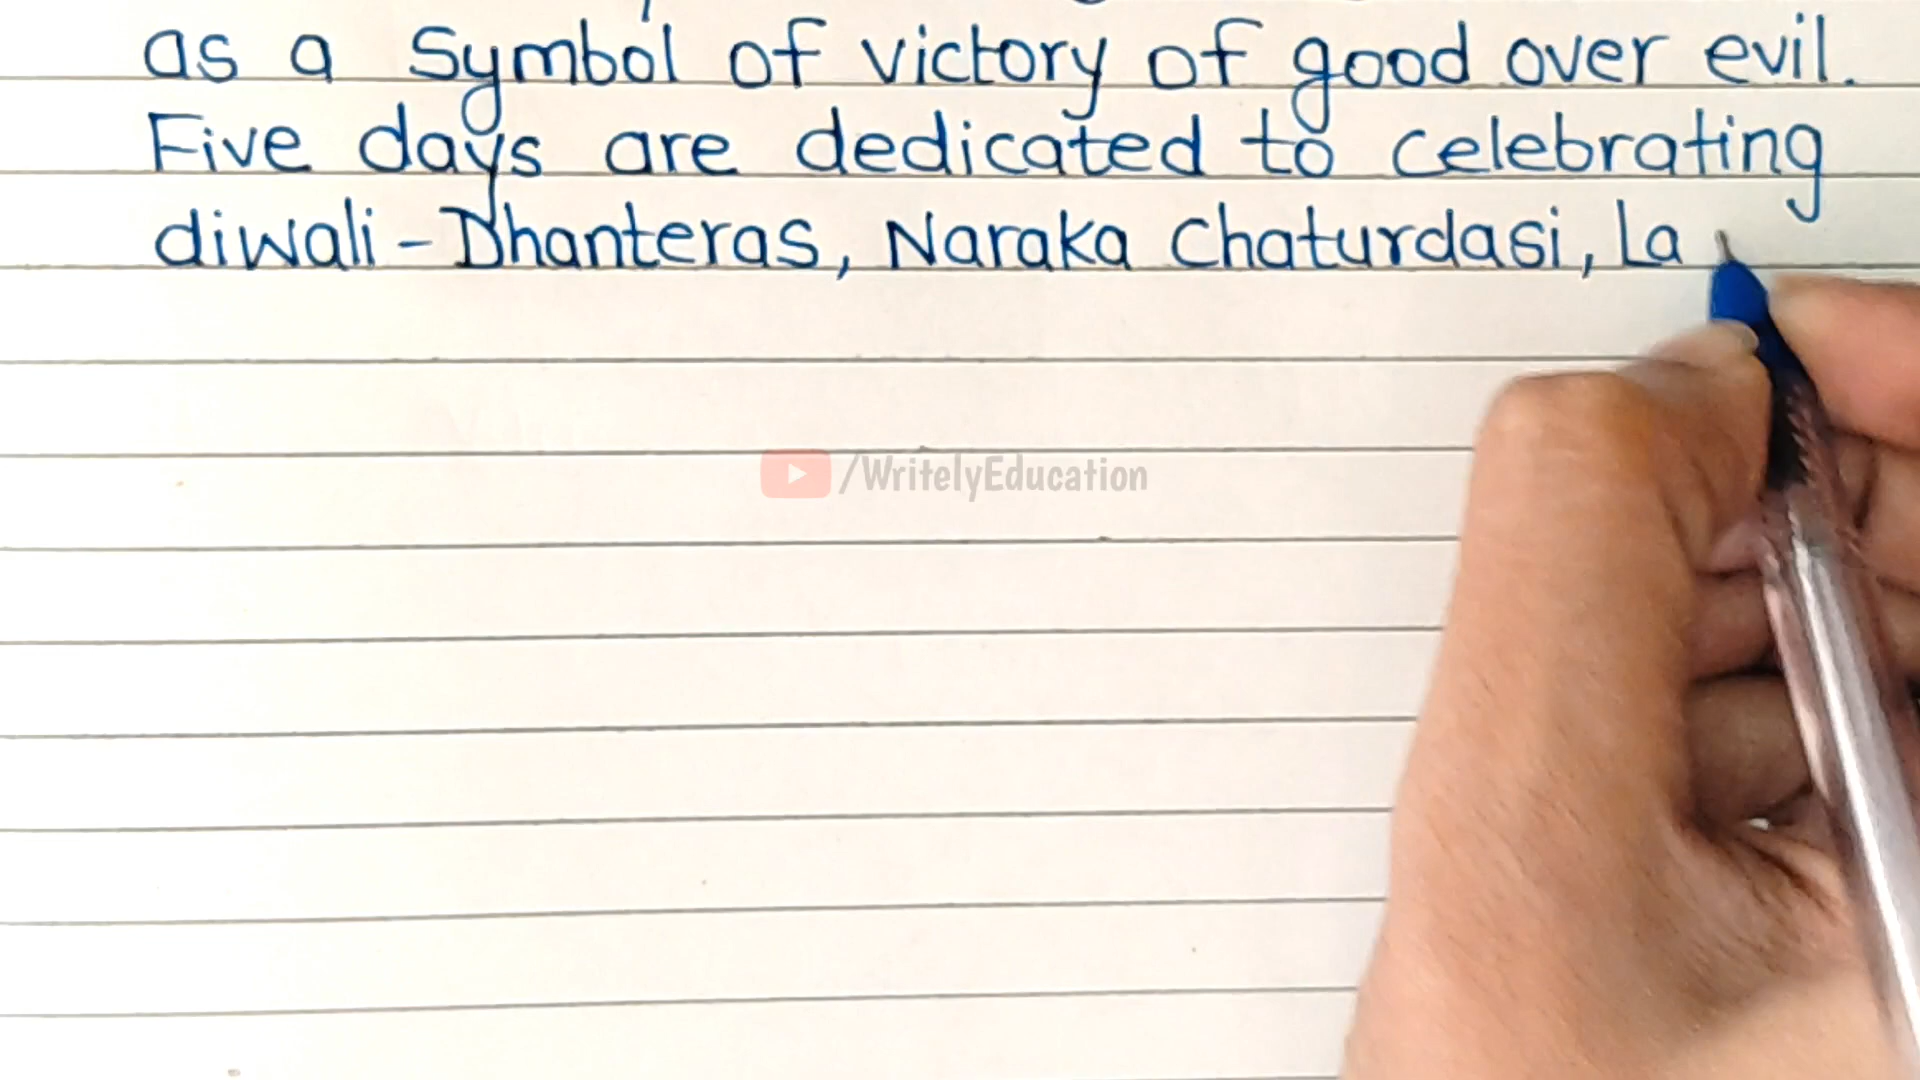 as a symbol of victory of good over evil.
Five days are dedicated to celebrating
diwali - Dhanteras, Naraka Chaturdasi, La
/WritelyEducation